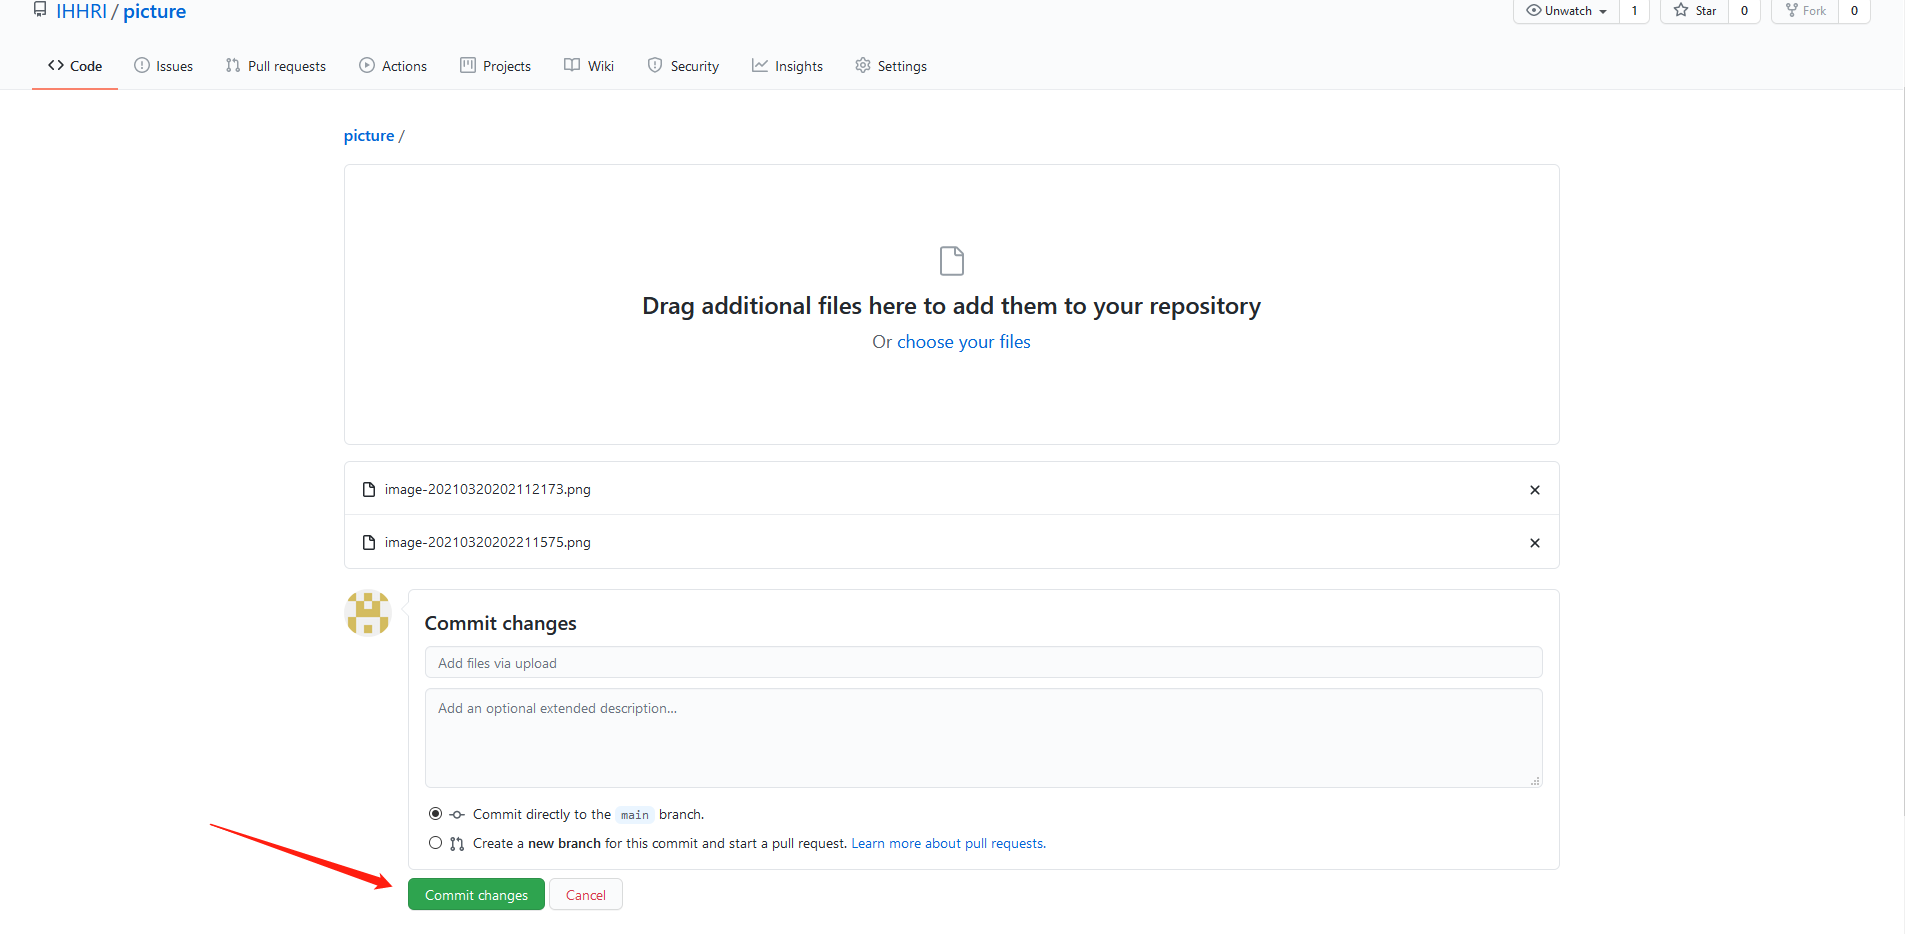 IHHRI / picture
Unwatch 1 Star 0 Fork 0
Code Issues Pull requests Actions Projects Wiki Security Insights Settings
picture /
Drag additional files here to add them to your repository
Or choose your files
image-20210320202112173.png
image-20210320202211575.png
Commit changes
Add files via upload
Add an optional extended description...
Commit directly to the main branch.
Create a new branch for this commit and start a pull request. Learn more about pull requests.
Commit changes Cancel